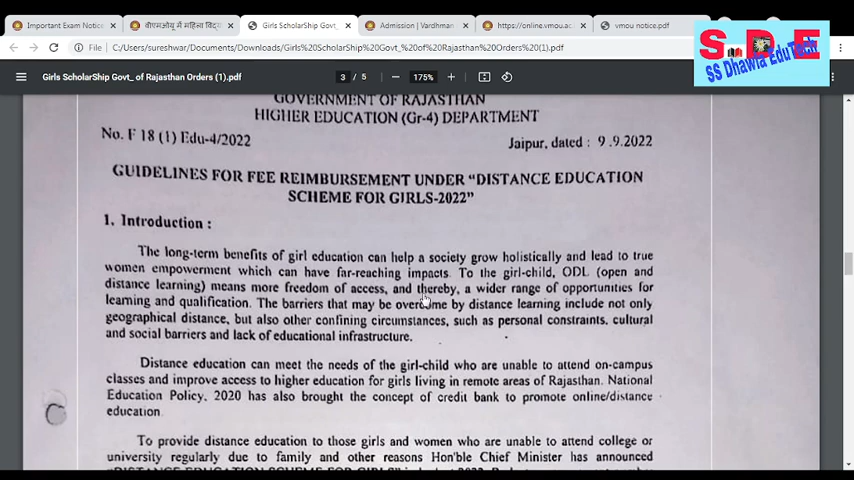 Important Exam Notice
वीएमओयू में महिला विद्य
Girls ScholarShip Govt_
Admission | Vardhman
https://online.vmou.ac
vmou notice.pdf
File
C:/Users/sureshwar/Documents/Downloads/Girls%20ScholarShip%20Govt_%20of%20Rajasthan%20Orders%20(1).pdf
S D E
SS Dhawla EduTech
Girls ScholarShip Govt_ of Rajasthan Orders (1).pdf
3 / 5
175%
GOVERNMENT OF RAJASTHAN
HIGHER EDUCATION (Gr-4) DEPARTMENT
No. F 18 (1) Edu-4/2022
Jaipur, dated : 9.9.2022
GUIDELINES FOR FEE REIMBURSEMENT UNDER “DISTANCE EDUCATION
SCHEME FOR GIRLS-2022”
1. Introduction :
The long-term benefits of girl education can help a society grow holistically and lead to true
women empowerment which can have far-reaching impacts. To the girl-child, ODL (open and
distance learning) means more freedom of access, and thereby, a wider range of opportunities for
learning and qualification. The barriers that may be overcome by distance learning include not only
geographical distance, but also other confining circumstances, such as personal constraints, cultural
and social barriers and lack of educational infrastructure.
Distance education can meet the needs of the girl-child who are unable to attend on-campus
classes and improve access to higher education for girls living in remote areas of Rajasthan. National
Education Policy, 2020 has also brought the concept of credit bank to promote online/distance
education.
To provide distance education to those girls and women who are unable to attend college or
university regularly due to family and other reasons Hon'ble Chief Minister has announced